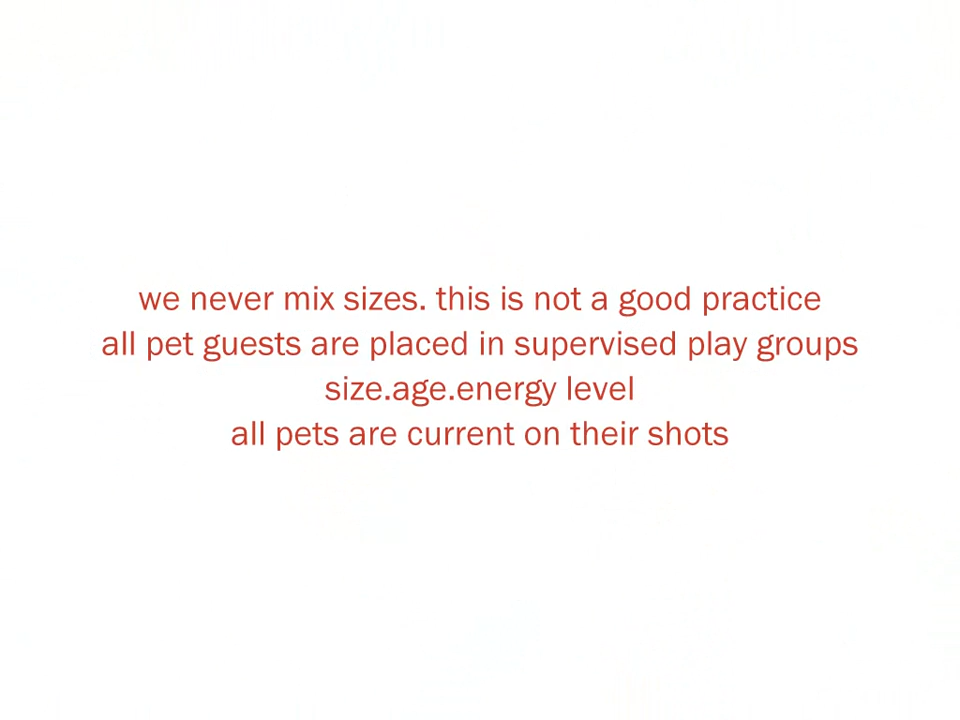 we never mix sizes. this is not a good practice
all pet guests are placed in supervised play groups
size.age.energy level
all pets are current on their shots